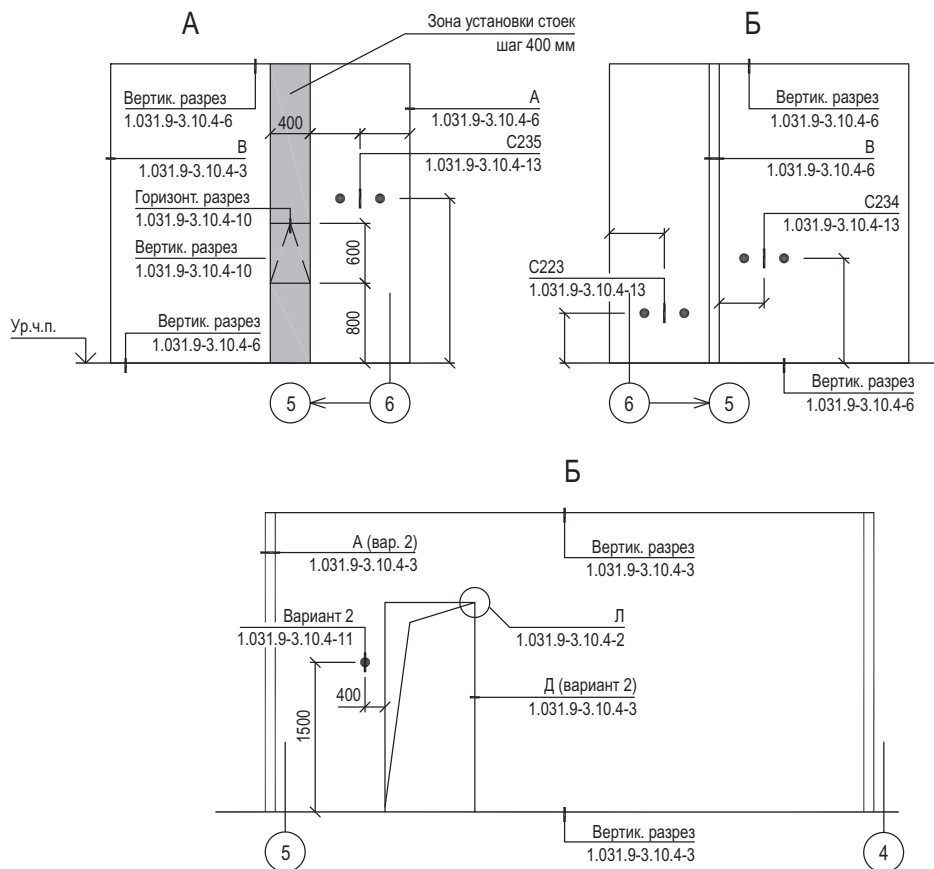 А
Зона установки стоек
шаг 400 мм
Вертик. разрез
1.031.9-3.10.4-6
400
А
1.031.9-3.10.4-6
В
1.031.9-3.10.4-3
С235
1.031.9-3.10.4-13
Горизонт. разрез
1.031.9-3.10.4-10
Вертик. разрез
1.031.9-3.10.4-10
600
800
Ур.ч.п.
Вертик. разрез
1.031.9-3.10.4-6
5
6
Б
Вертик. разрез
1.031.9-3.10.4-6
В
1.031.9-3.10.4-6
С234
1.031.9-3.10.4-13
С223
1.031.9-3.10.4-13
Вертик. разрез
1.031.9-3.10.4-6
6
5
Б
А (вар. 2)
1.031.9-3.10.4-3
Вертик. разрез
1.031.9-3.10.4-3
Вариант 2
1.031.9-3.10.4-11
Л
1.031.9-3.10.4-2
400
1500
Д (вариант 2)
1.031.9-3.10.4-3
Вертик. разрез
1.031.9-3.10.4-3
5
4